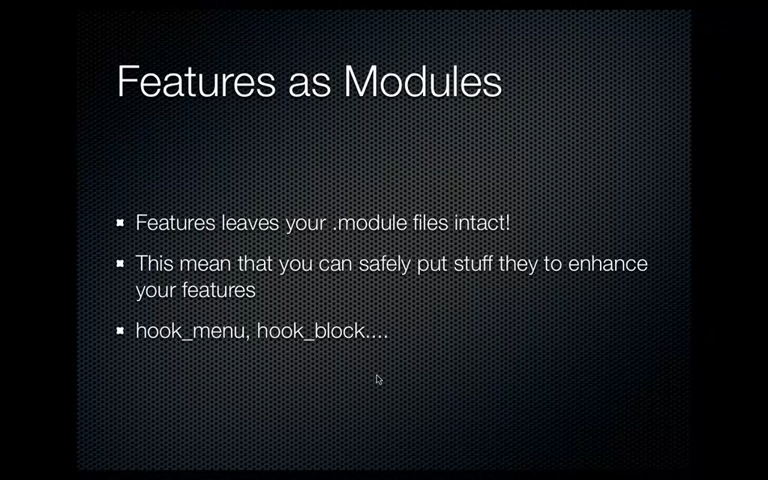 Features as Modules
Features leaves your .module files intact!
This mean that you can safely put stuff they to enhance
your features
hook_menu, hook_block....